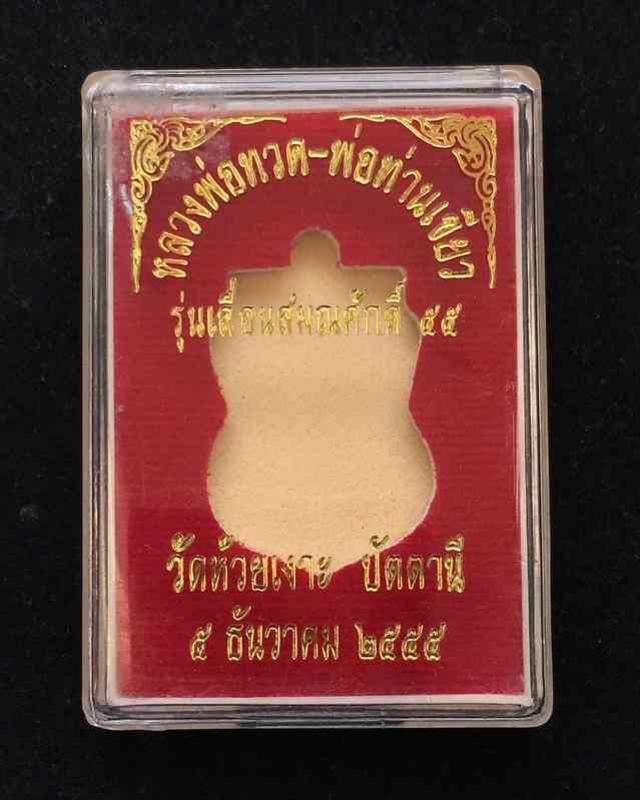 หลวงพ่อทวด-พ่อท่านเขียว
รุ่นเลื่อนสมณศักดิ์ ๕๕
วัดห้วยเงาะ ปัตตานี
๕ ธันวาคม ๒๕๕๕